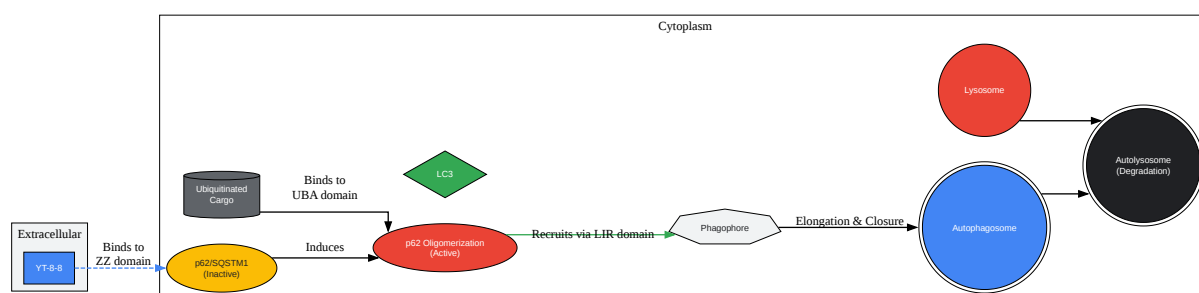 Cytoplasm
Extracellular
YT-8-8
Binds to
ZZ domain
Ubiquitinated
Cargo
p62/SQSTM1
(Inactive)
Binds to
UBA domain
Induces
LC3
p62 Oligomerization
(Active)
Recruits via LIR domain
Phagophore
Elongation & Closure
Lysosome
Autophagosome
Autolysosome
(Degradation)